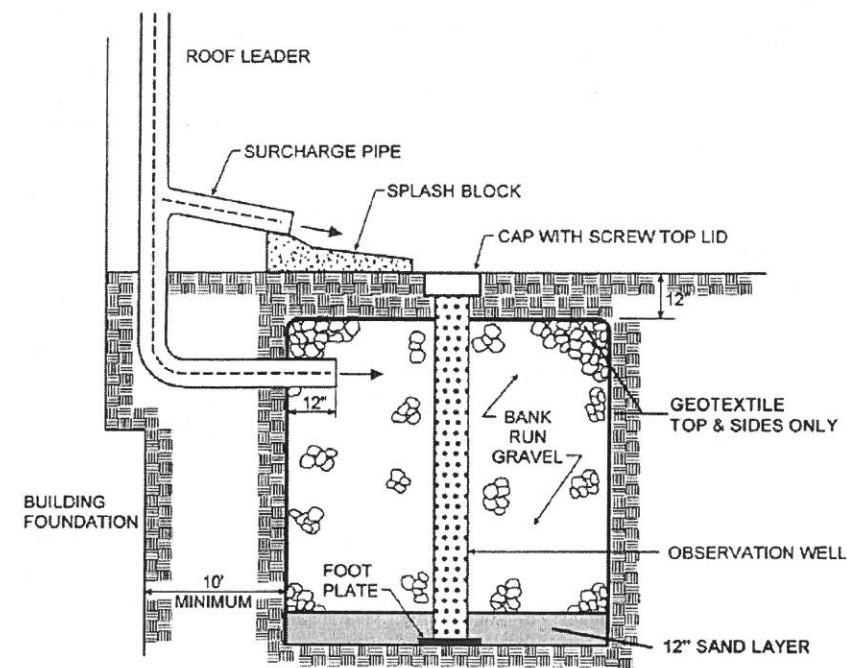 ROOF LEADER
SURCHARGE PIPE
SPLASH BLOCK
CAP WITH SCREW TOP LID
12"
12"
GEOTEXTILE
TOP & SIDES ONLY
BANK
RUN
GRAVEL
BUILDING
FOUNDATION
OBSERVATION WELL
FOOT
PLATE
10'
MINIMUM
12" SAND LAYER